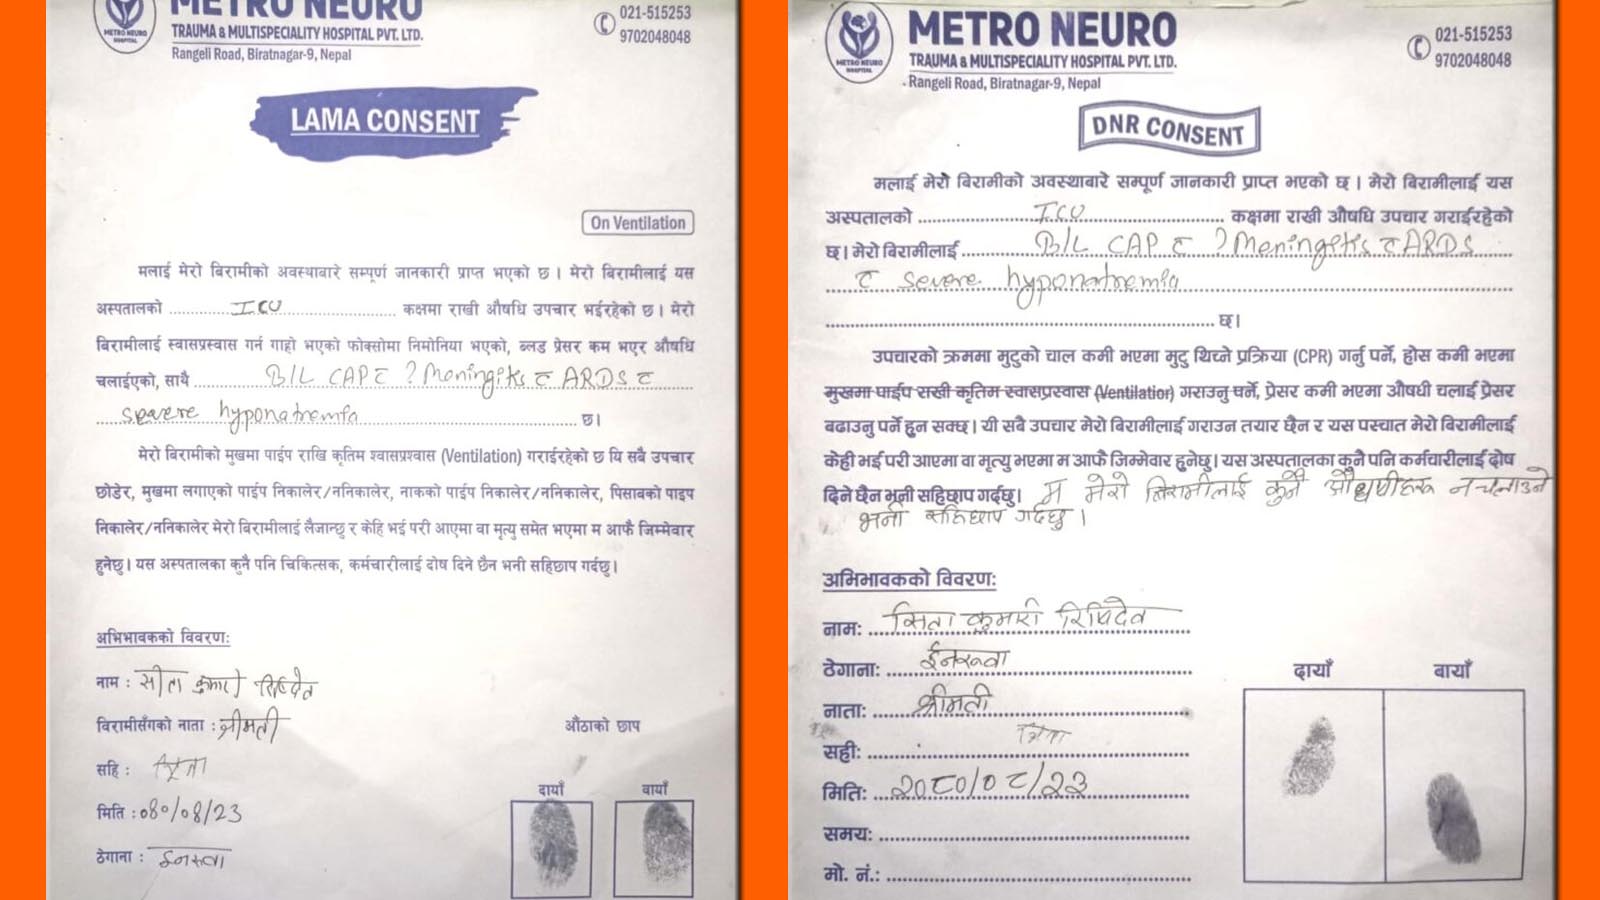 METRO NEURO
TRAUMA & MULTISPECIALITY HOSPITAL PVT. LTD.
Rangeli Road, Biratnagar-9, Nepal
METRO NEURO
HOSPITAL
021-515253
9702048048
LAMA CONSENT
On Ventilation
मलाई मेरो बिरामीको अवस्थाबारे सम्पूर्ण जानकारी प्राप्त भएको छ । मेरो बिरामीलाई यस
अस्पतालको ICU कक्षमा राखी औषधि उपचार भईरहेको छ । मेरो
बिरामीलाई स्वासप्रस्वास गर्न गाह्रो भएको फोक्सोमा निमोनिया भएको, ब्लड प्रेसर कम भएर औषधि
चलाईएको, साथै B/L CAP c ? Meningitis c ARDS c
severe hyponatremia छ।
मेरो बिरामीको मुखमा पाईप राखि कृतिम श्वासप्रश्वास (Ventilation) गराईरहेको छ यि सबै उपचार
छोडेर, मुखमा लगाएको पाईप निकालेर/ननिकालेर, नाकको पाईप निकालेर/ननिकालेर, पिसाबको पाइप
निकालेर/ननिकालेर मेरो बिरामीलाई लैजान्छु र केहि भई परी आएमा वा मृत्यु समेत भएमा म आफै जिम्मेवार
हुनेछु। यस अस्पतालका कुनै पनि चिकित्सक, कर्मचारीलाई दोष दिने छैन भनी सहिछाप गर्दछु।
अभिभावकको विवरण:
नाम : सीता कुमारी रिषिदेव
बिरामीसँगको नाता : श्रीमती
सहि :
मिति : ०८०/०८/23
ठेगाना : ईनरुवा
औंठाको छाप
दायाँ बायाँ
METRO NEURO
TRAUMA & MULTISPECIALITY HOSPITAL PVT. LTD.
Rangeli Road, Biratnagar-9, Nepal
METRO NEURO
HOSPITAL
021-515253
9702048048
DNR CONSENT
मलाई मेरो बिरामीको अवस्थाबारे सम्पूर्ण जानकारी प्राप्त भएको छ । मेरो बिरामीलाई यस
अस्पतालको ICU कक्षमा राखी औषधि उपचार गराईरहेको
छ। मेरो बिरामीलाई B/L CAP c ? Meningitis c ARDS
c severe hyponatremia
छ।
उपचारको क्रममा मुटुको चाल कमी भएमा मुटु थिच्ने प्रक्रिया (CPR) गर्नु पर्ने, होस कमी भएमा
मुखमा पाईप राखी कृतिम स्वासप्रस्वास (Ventilation) गराउनु पर्ने, प्रेसर कमी भएमा औषधी चलाई प्रेसर
बढाउनु पर्ने हुन सक्छ। यी सबै उपचार मेरो बिरामीलाई गराउन तयार छैन र यस पस्चात मेरो बिरामीलाई
केही भई परी आएमा वा मृत्यु भएमा म आफै जिम्मेवार हुनेछु। यस अस्पतालका कुनै पनि कर्मचारीलाई दोष
दिने छैन भनी सहिछाप गर्दछु। म मेरो बिरामीलाई कुनै औषधीहरू नचलाउने
भनी सहिछाप गर्दछु।
अभिभावकको विवरण:
नाम: सिता कुमारी रिषिदेव
ठेगाना: ईनरुवा
नाता: श्रीमती
सही: सिता
मिति: २०८०/०८/२३
समय:
मो. नं.:
दायाँ बायाँ